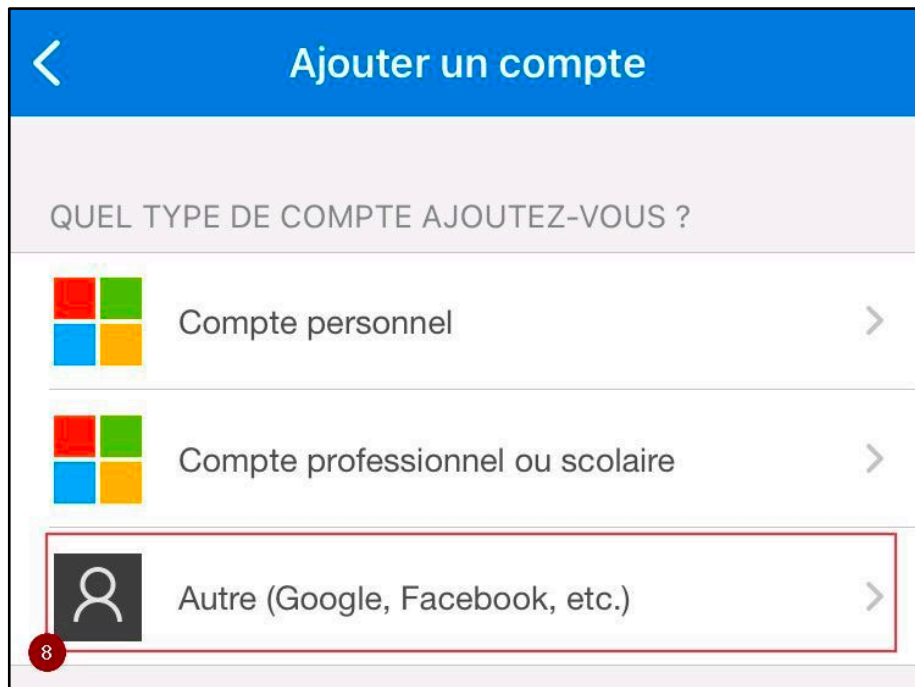 Ajouter un compte
QUEL TYPE DE COMPTE AJOUTEZ-VOUS ?
Compte personnel
Compte professionnel ou scolaire
Autre (Google, Facebook, etc.)
8